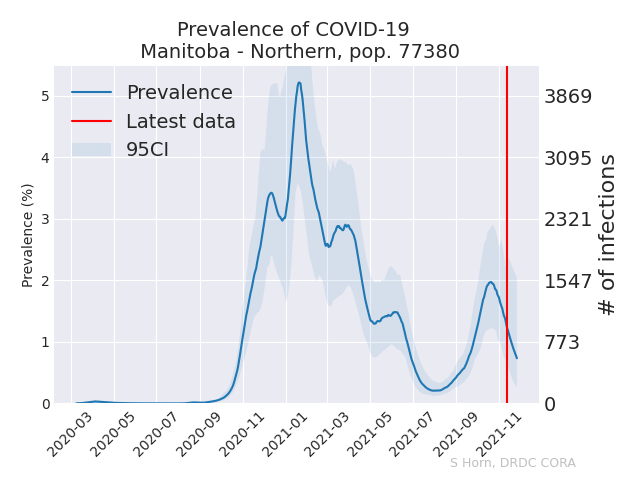 Prevalence of COVID-19
Manitoba - Northern, pop. 77380
Prevalence
Latest data
95CI
5
4
3
2
1
0
Prevalence (%)
3869
3095
2321
1547
773
0
# of infections
2020-03
2020-05
2020-07
2020-09
2020-11
2021-01
2021-03
2021-05
2021-07
2021-09
2021-11
S Horn, DRDC CORA